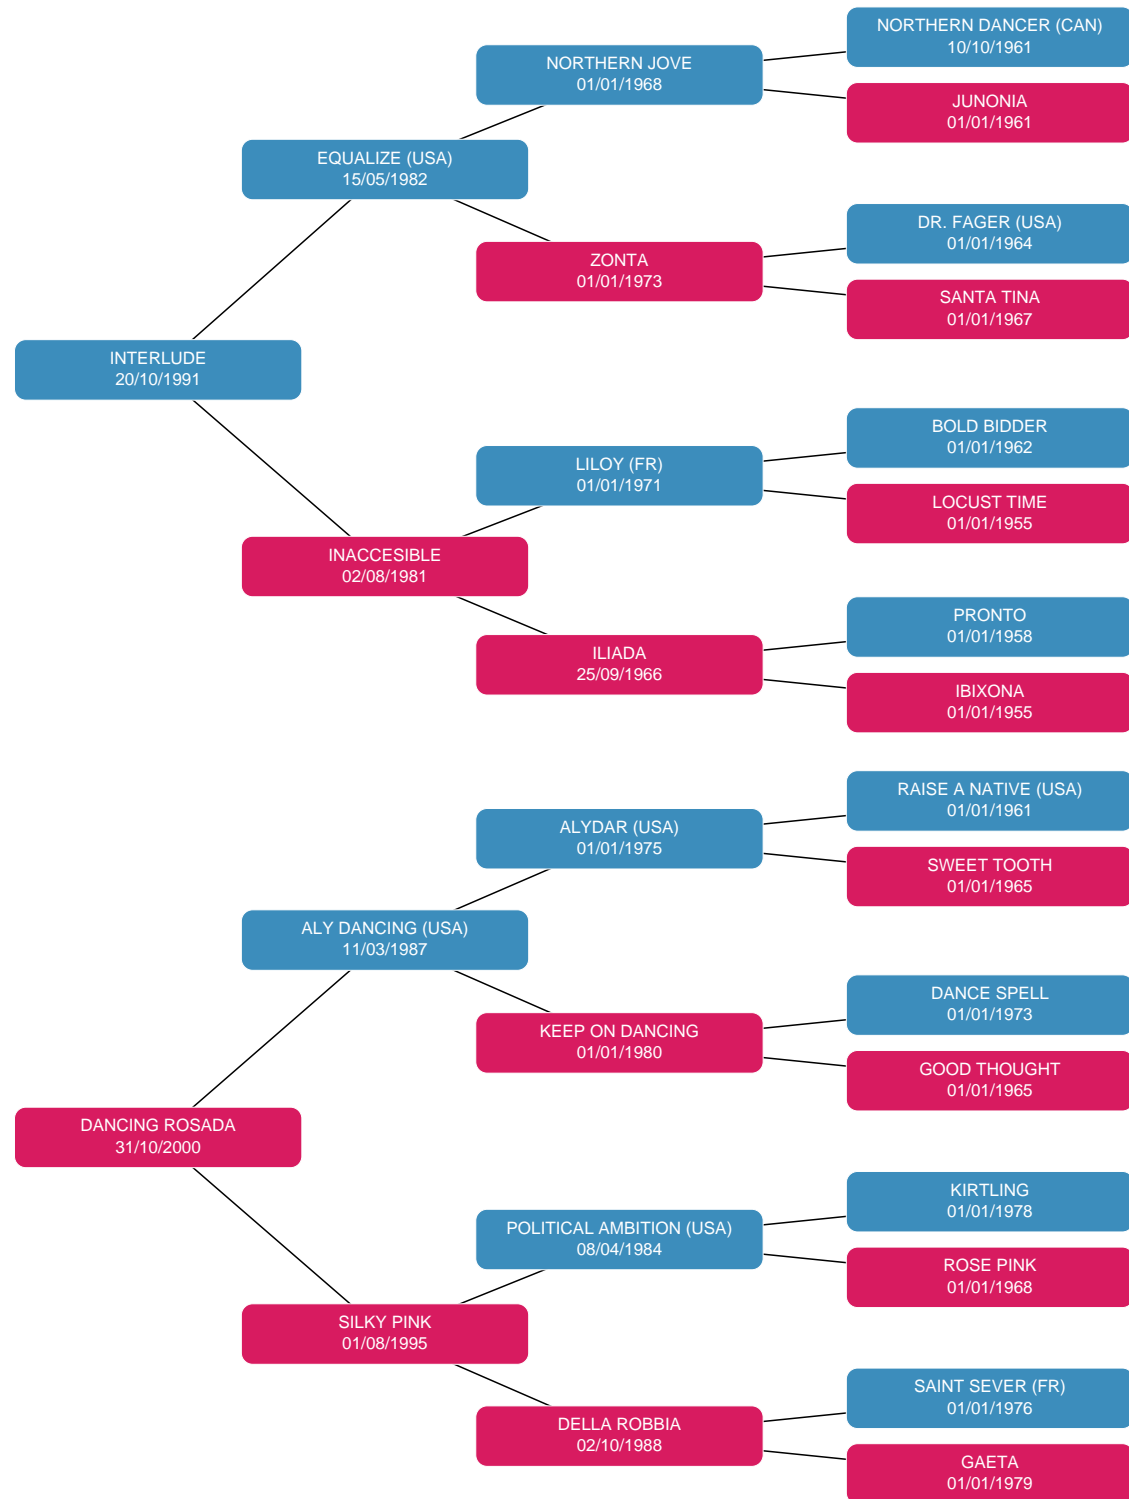 NORTHERN DANCER (CAN)
10/10/1961
NORTHERN JOVE
01/01/1968
JUNONIA
01/01/1961
EQUALIZE (USA)
15/05/1982
DR. FAGER (USA)
01/01/1964
ZONTA
01/01/1973
SANTA TINA
01/01/1967
INTERLUDE
20/10/1991
BOLD BIDDER
01/01/1962
LILOY (FR)
01/01/1971
LOCUST TIME
01/01/1955
INACCESIBLE
02/08/1981
PRONTO
01/01/1958
ILIADA
25/09/1966
IBIXONA
01/01/1955
RAISE A NATIVE (USA)
01/01/1961
ALYDAR (USA)
01/01/1975
SWEET TOOTH
01/01/1965
ALY DANCING (USA)
11/03/1987
DANCE SPELL
01/01/1973
KEEP ON DANCING
01/01/1980
GOOD THOUGHT
01/01/1965
DANCING ROSADA
31/10/2000
KIRTLING
01/01/1978
POLITICAL AMBITION (USA)
08/04/1984
ROSE PINK
01/01/1968
SILKY PINK
01/08/1995
SAINT SEVER (FR)
01/01/1976
DELLA ROBBIA
02/10/1988
GAETA
01/01/1979